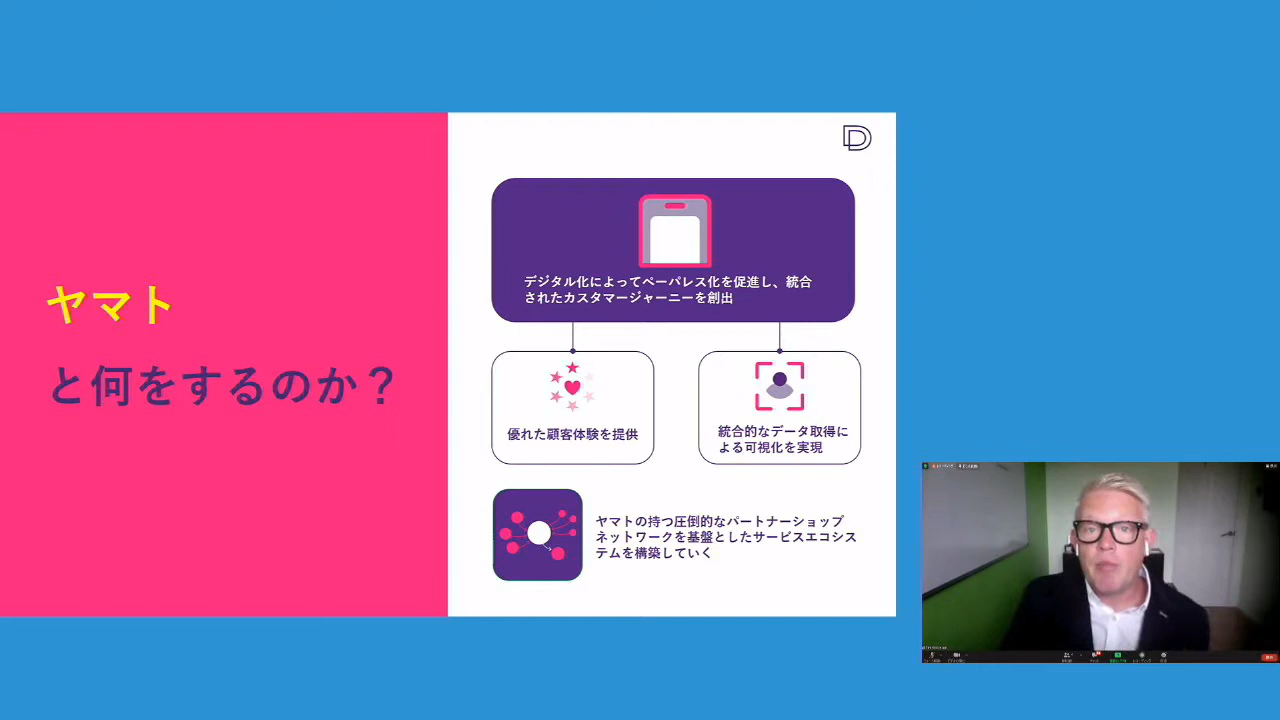 ヤマト
と何をするのか？
デジタル化によってペーパレス化を促進し、統合
されたカスタマージャーニーを創出
優れた顧客体験を提供
統合的なデータ取得に
よる可視化を実現
ヤマトの持つ圧倒的なパートナーショップ
ネットワークを基盤としたサービスエコシス
テムを構築していく